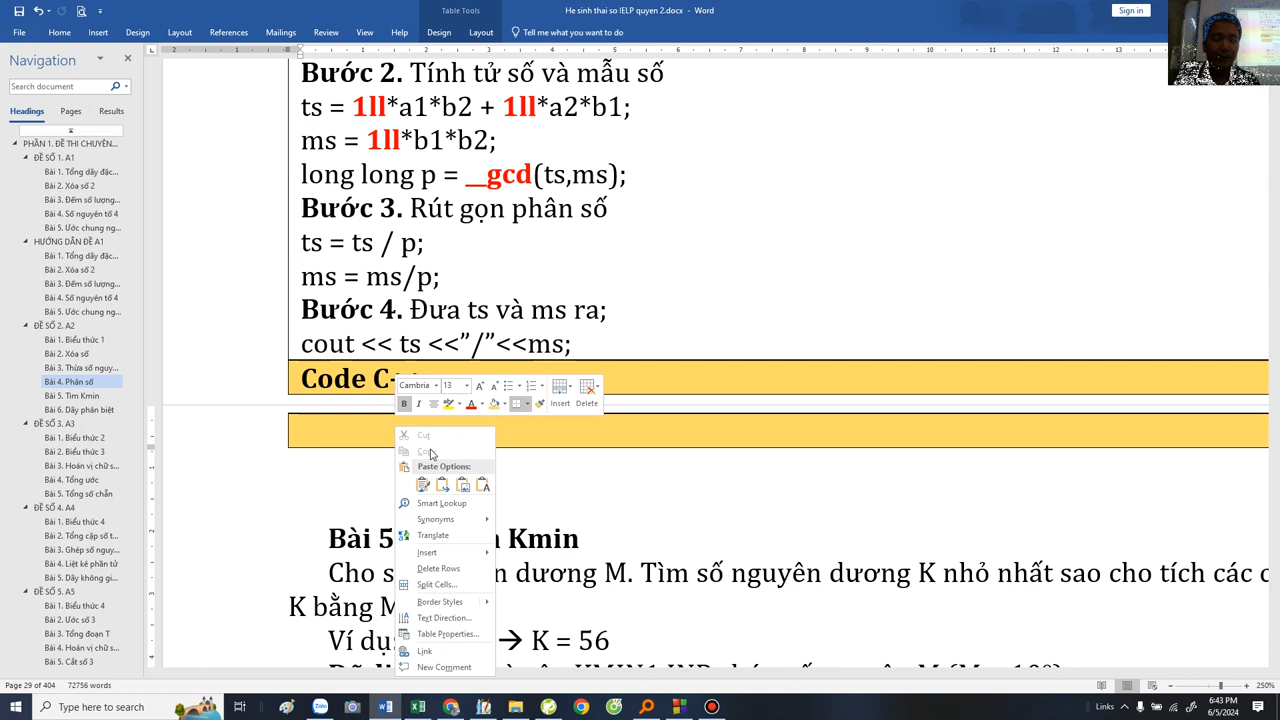 Table Tools
He sinh thai so IELP quyen 2.docx - Word
Sign in
File Home Insert Design Layout References Mailings Review View Help Design Layout Tell me what you want to do
Navigation
Search document
Headings Pages Results
PHẦN 1. ĐỀ THI CHUYÊN...
ĐỀ SỐ 1. A1
Bài 1. Tổng dãy đặc...
Bài 2. Xóa số 2
Bài 3. Đếm số lượng...
Bài 4. Số nguyên tố 4
Bài 5. Ước chung ng...
HƯỚNG DẪN ĐỀ A1
Bài 1. Tổng dãy đặc...
Bài 2. Xóa số 2
Bài 3. Đếm số lượng...
Bài 4. Số nguyên tố 4
Bài 5. Ước chung ng...
ĐỀ SỐ 2. A2
Bài 1. Biểu thức 1
Bài 2. Xóa số
Bài 3. Thừa số nguy...
Bài 4. Phân số
Bài 5. Tìm Kmin
Bài 6. Dãy phân biệt
ĐỀ SỐ 3. A3
Bài 1. Biểu thức 2
Bài 2. Biểu thức 3
Bài 3. Hoán vị chữ s...
Bài 4. Tổng ước
Bài 5. Tổng số chẵn
ĐỀ SỐ 4. A4
Bài 1. Biểu thức 4
Bài 2. Tổng cặp số t...
Bài 3. Ghép số nguy...
Bài 4. Liệt kê phần tử
Bài 5. Dãy không gi...
ĐỀ SỐ 5. A5
Bài 1. Biểu thức 4
Bài 2. Ước số
Bài 3. Tổng đoạn T
Bài 4. Hoán vị chữ s...
Bài 5. Cắt số 3
Bước 2. Tính tử số và mẫu số
ts = 1ll*a1*b2 + 1ll*a2*b1;
ms = 1ll*b1*b2;
long long p = __gcd(ts,ms);
Bước 3. Rút gọn phân số
ts = ts / p;
ms = ms/p;
Bước 4. Đưa ts và ms ra;
cout << ts <<”/”<<ms;
Code C++
Cambria 13
Insert Delete
Cut
Copy
Paste Options:
Smart Lookup
Synonyms
Translate
Insert
Delete Rows
Split Cells...
Border Styles
Text Direction...
Table Properties...
Link
New Comment
Bài 5 Kmin
Cho s n dương M. Tìm số nguyên dương K nhỏ nhất sao cho tích các c
K bằng M
Ví dụ → K = 56
Page 29 of 404 72756 words
250%
Type here to search
6:43 PM
6/5/2024